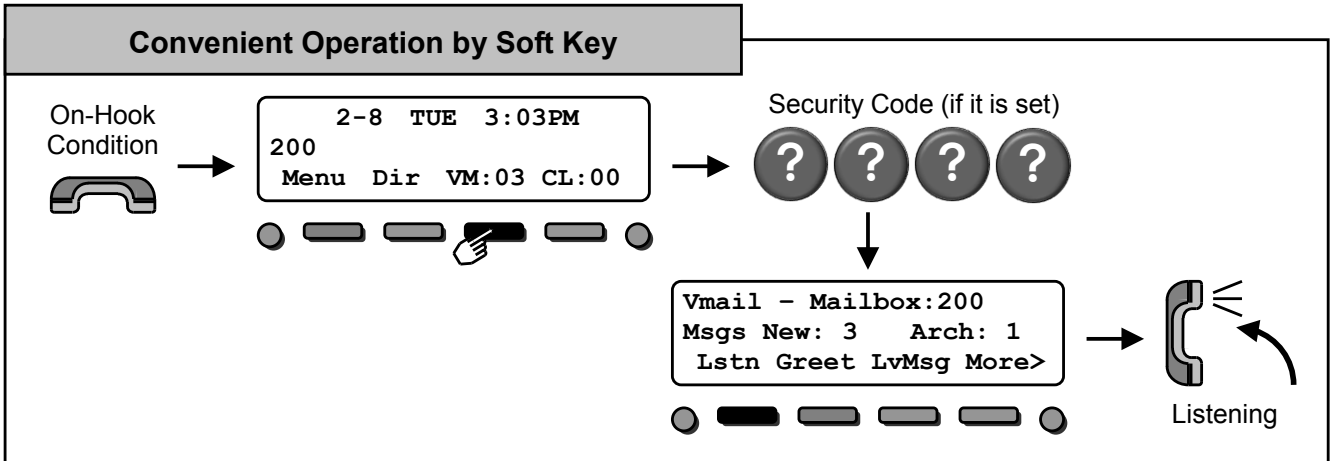 Convenient Operation by Soft Key
On-Hook
Condition
2-8 TUE 3:03PM
200
Menu Dir VM:03 CL:00
Security Code (if it is set)
? ? ? ?
Vmail – Mailbox:200
Msgs New: 3 Arch: 1
Lstn Greet LvMsg More>
Listening